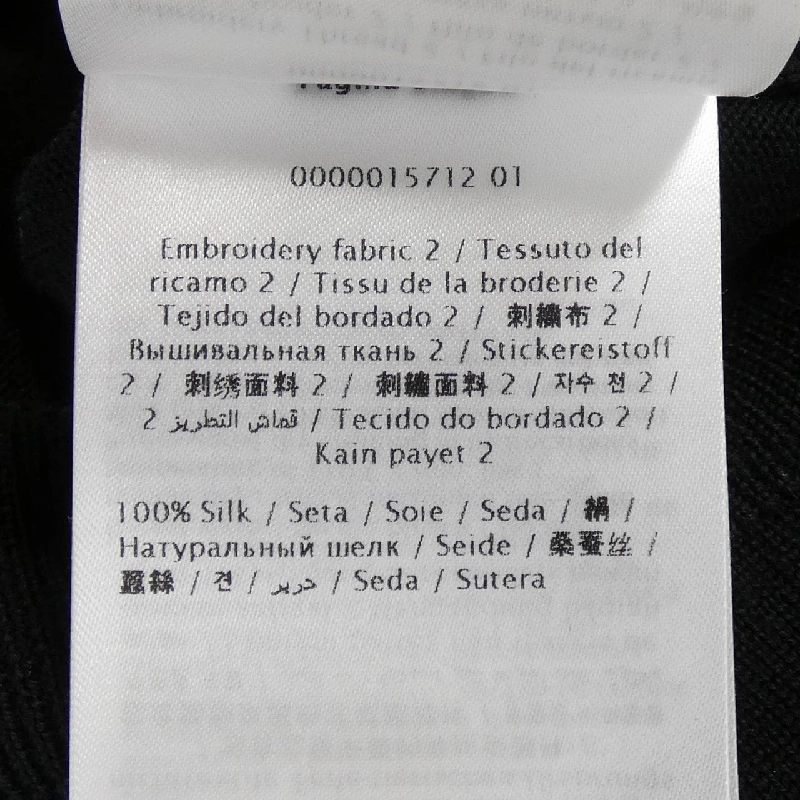 0000015712 01
Embroidery fabric 2 / Tessuto del
ricamo 2 / Tissu de la broderie 2 /
Tejido del bordado 2 / 刺繍布 2 /
Вышивальная ткань 2 / Stickereistoff
2 / 刺绣面料 2 / 刺繡面料 2 / 자수 천 2 /
2 قماش التطريز / Tecido do bordado 2 /
Kain payet 2
100% Silk / Seta / Soie / Seda / 絹 /
Натуральный шелк / Seide / 桑蚕丝 /
蠶絲 / 견 / حرير / Seda / Sutera